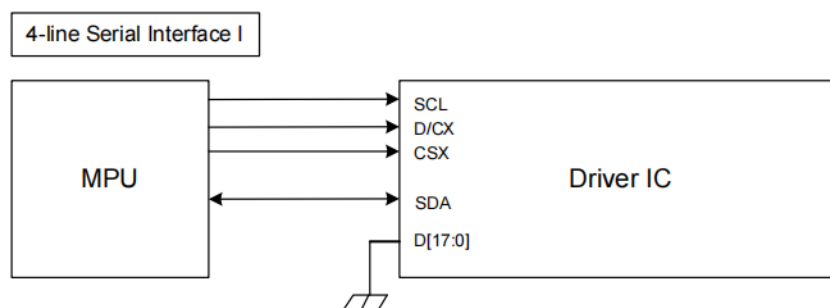 4-line Serial Interface I
SCL
D/CX
CSX
MPU
Driver IC
SDA
D[17:0]